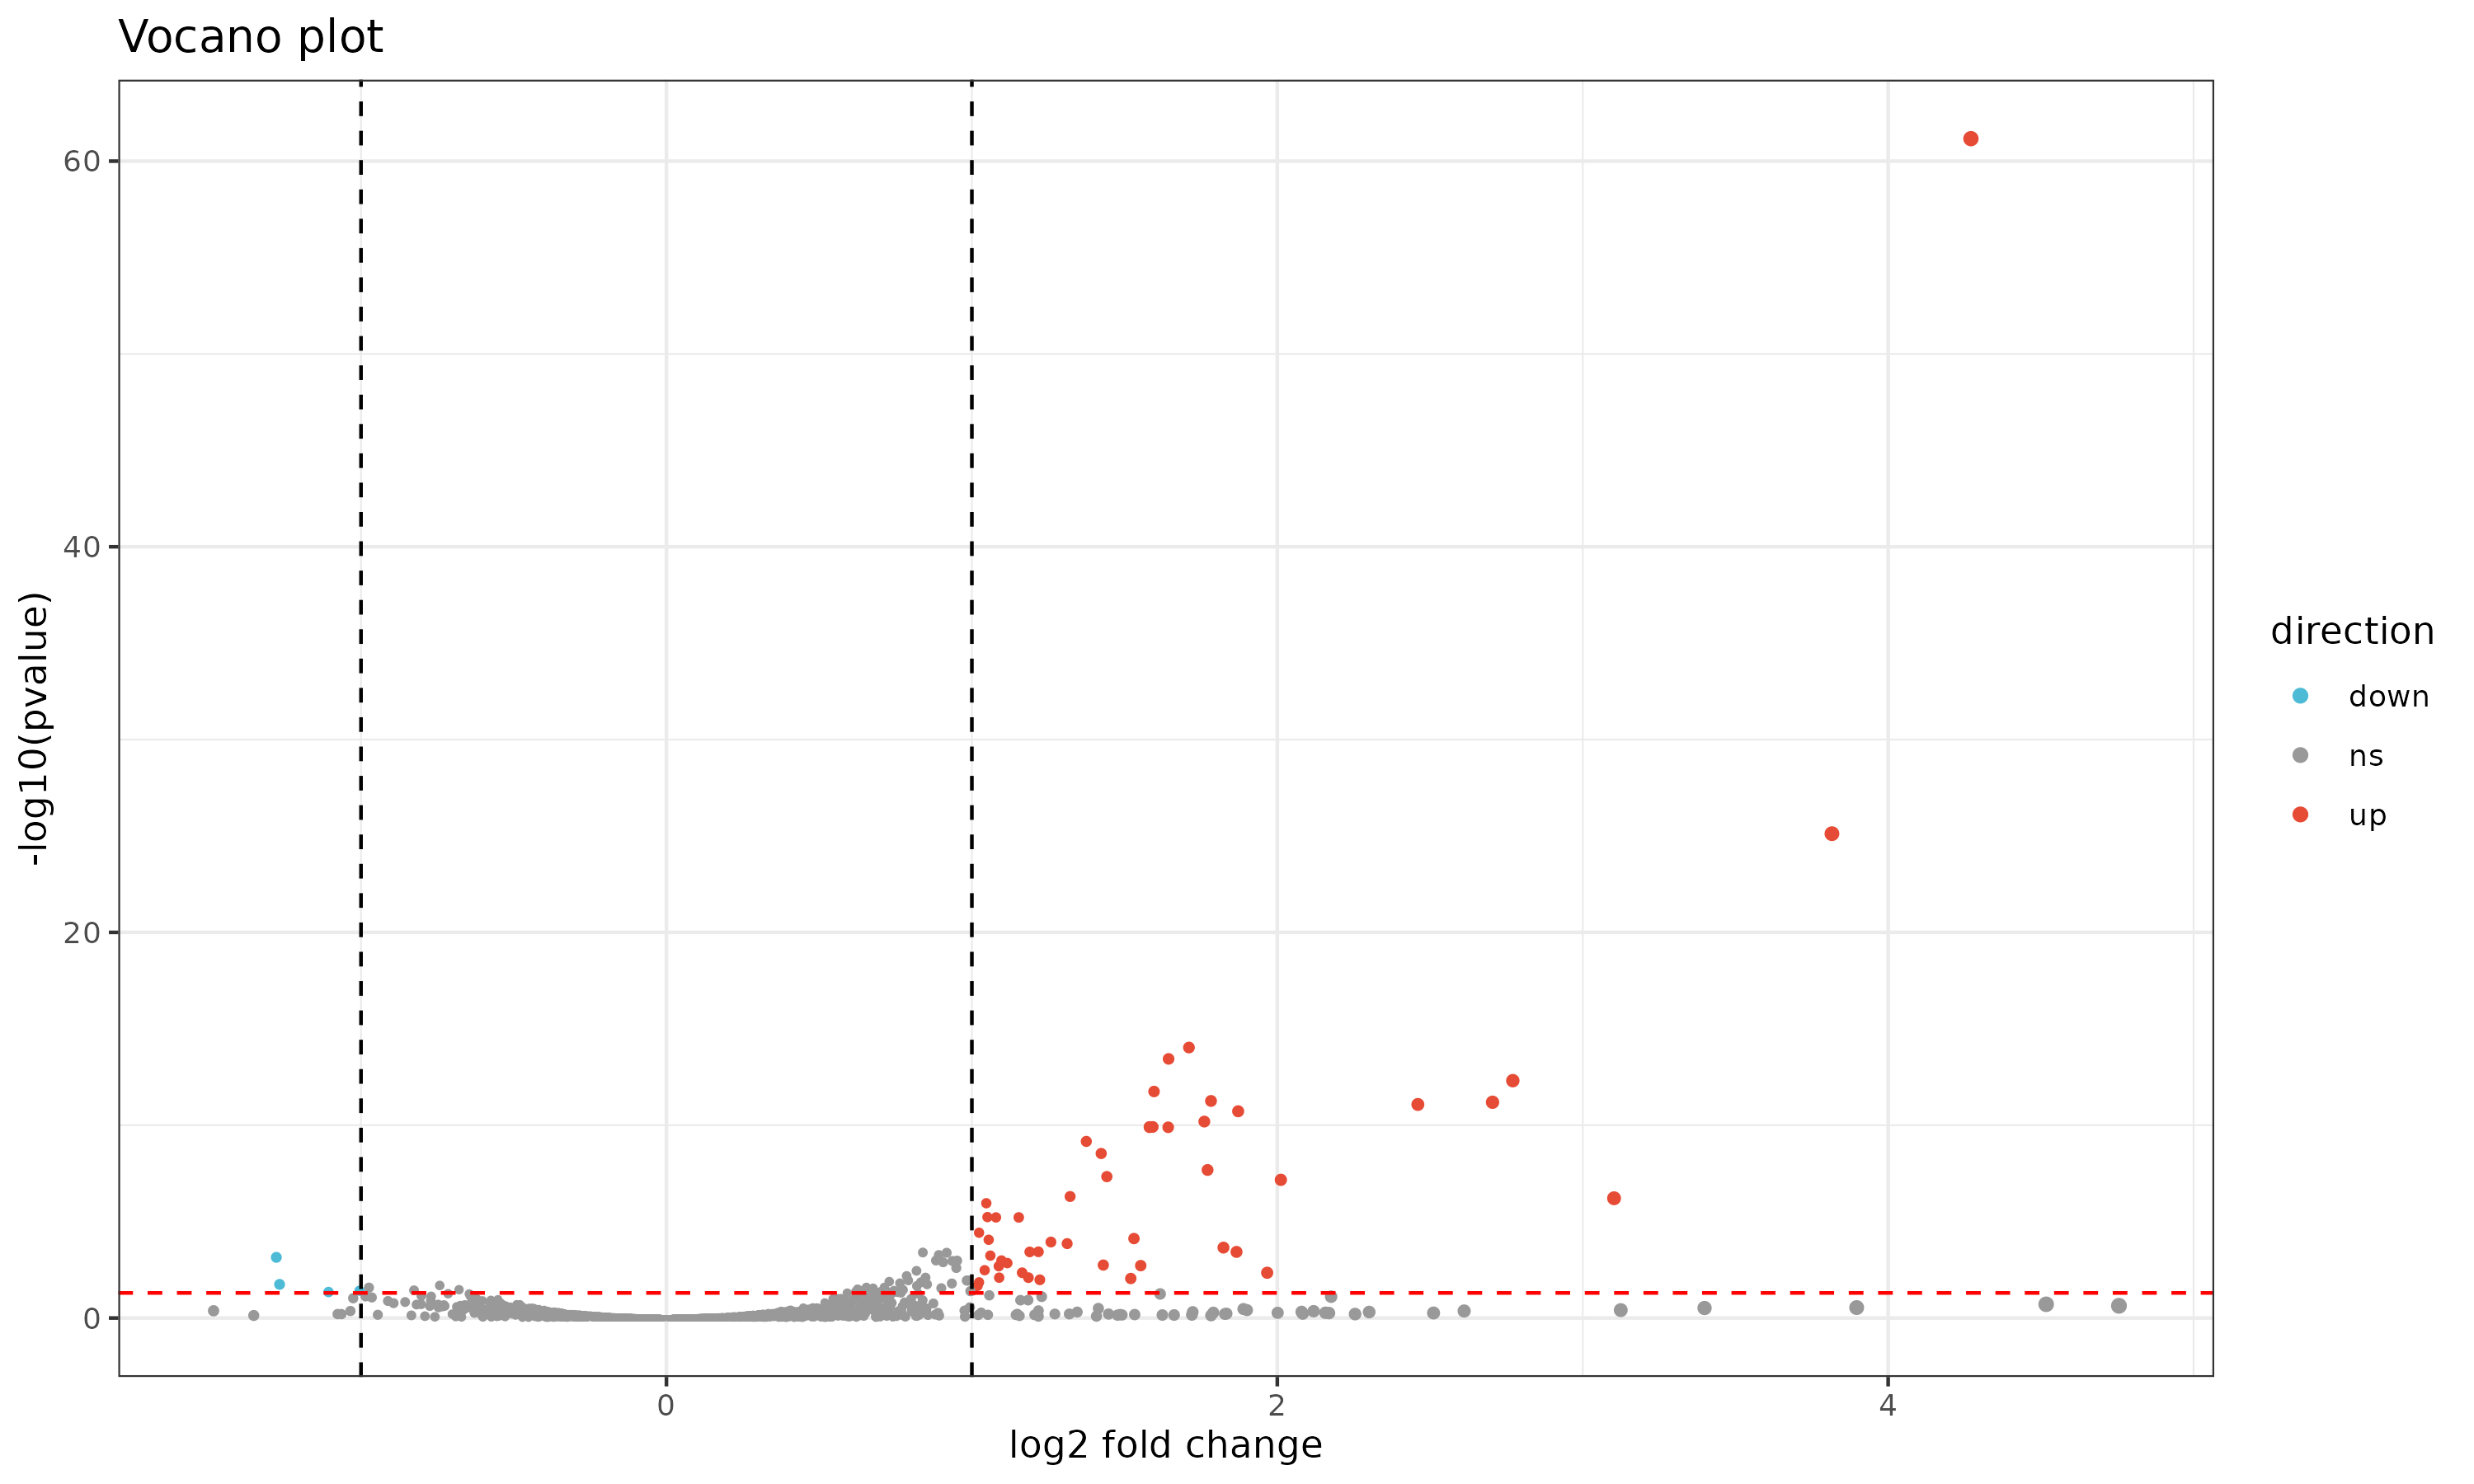 Vocano plot
60
40
20
0
-log10(pvalue)
0
2
4
log2 fold change
direction
down
ns
up